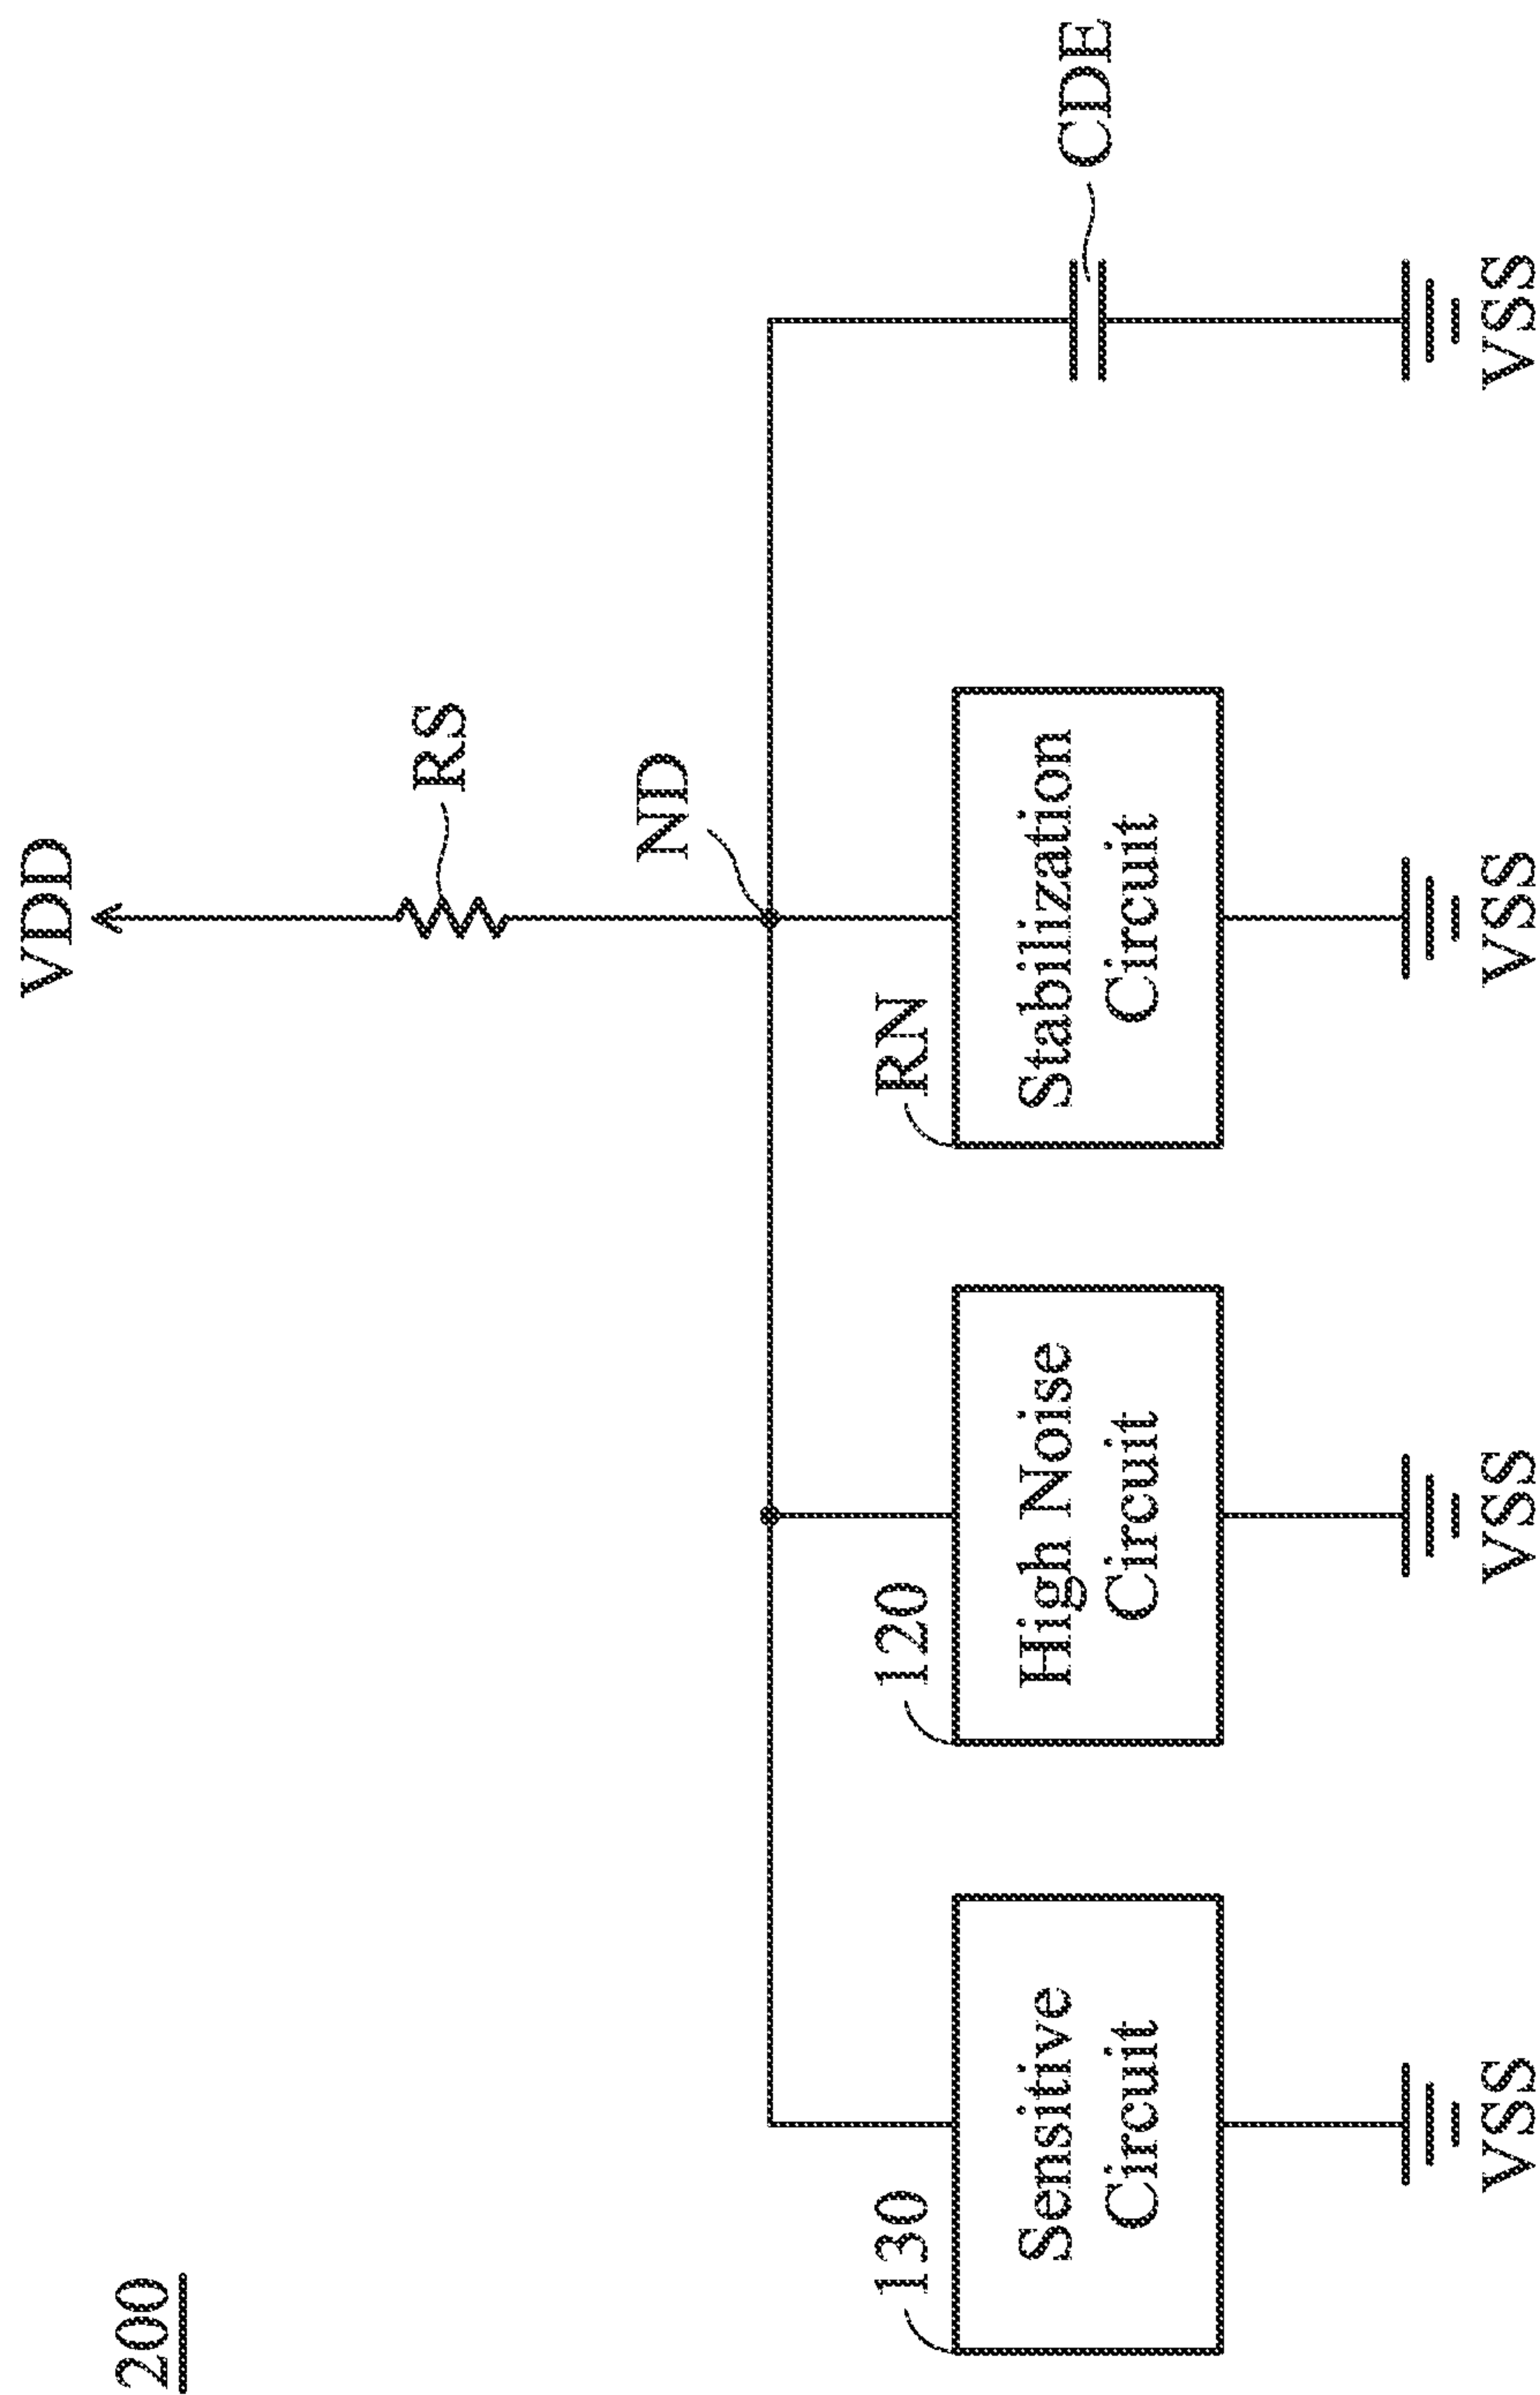 200
VDD
RS
ND
130
Sensitive
Circuit
120
High Noise
Circuit
RN
Stabilization
Circuit
CDE
VSS
VSS
VSS
VSS